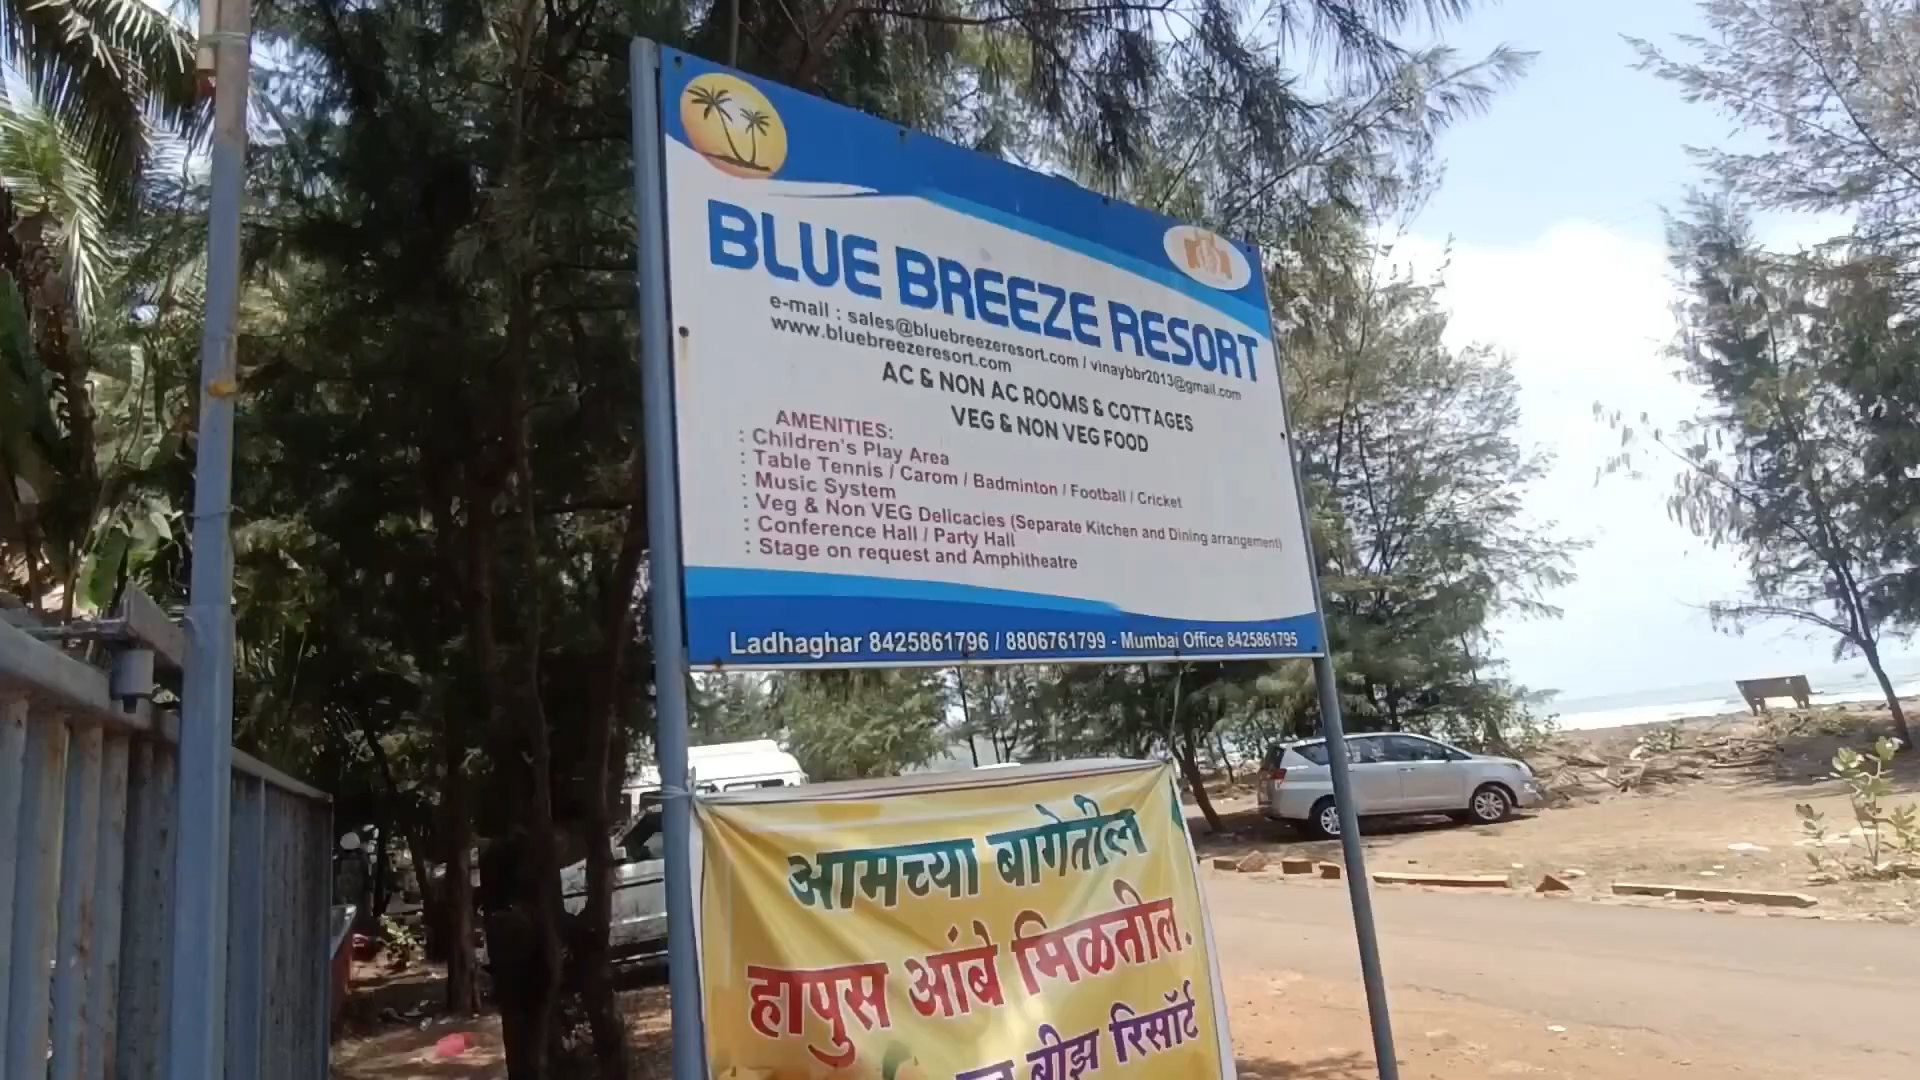 BLUE BREEZE RESORT
e-mail : sales@bluebreezeresort.com / vinaybbr2013@gmail.com
www.bluebreezeresort.com
AC & NON AC ROOMS & COTTAGES
VEG & NON VEG FOOD
AMENITIES:
: Children's Play Area
: Table Tennis / Carom / Badminton / Football / Cricket
: Music System
: Veg & Non VEG Delicacies (Separate Kitchen and Dining arrangement)
: Conference Hall / Party Hall
: Stage on request and Amphitheatre
Ladhaghar 8425861796 / 8806761799 - Mumbai Office 8425861795
आमच्या बागेतील
हापुस आंबे मिळतील.
बीझ रिसॉर्ट